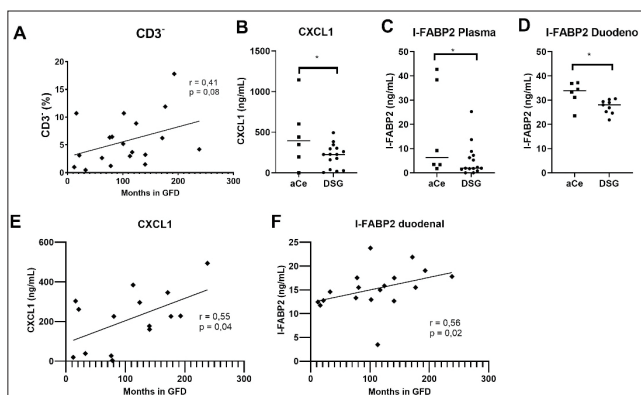 A
CD3⁻
CD3⁻ (%)
20
15
10
5
0
0
100
200
300
Months in GFD
r = 0,41
p = 0,08
B
CXCL1
CXCL1 (ng/mL)
1500
1000
500
0
*
aCe
DSG
C
I-FABP2 Plasma
I-FABP2 (ng/mL)
50
40
30
20
10
0
*
aCe
DSG
D
I-FABP2 Duodeno
I-FABP2 (ng/mL)
50
40
30
20
10
0
*
aCe
DSG
E
CXCL1
CXCL1 (ng/mL)
600
400
200
0
0
100
200
300
Months in GFD
r = 0,55
p = 0,04
F
I-FABP2 duodenal
I-FABP2 (ng/mL)
25
20
15
10
5
0
0
100
200
300
Months in GFD
r = 0,56
p = 0,02